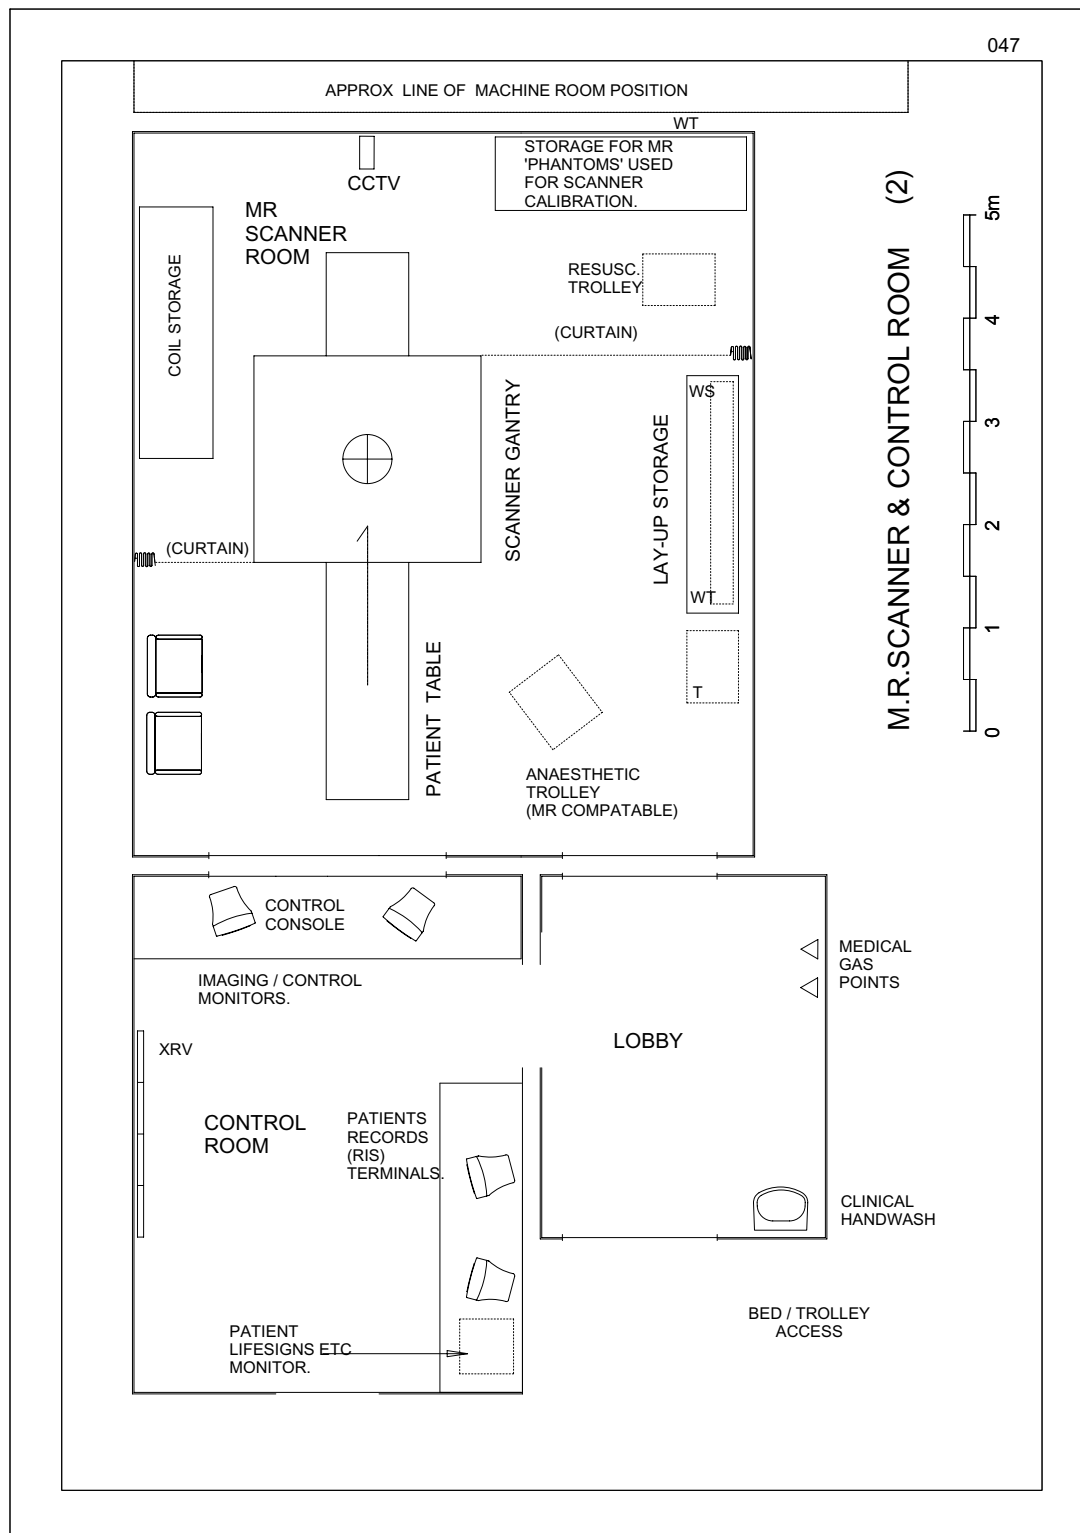 047
APPROX LINE OF MACHINE ROOM POSITION
WT
STORAGE FOR MR
'PHANTOMS' USED
FOR SCANNER
CALIBRATION.
CCTV
MR
SCANNER
ROOM
COIL STORAGE
RESUSC.
TROLLEY
(CURTAIN)
SCANNER GANTRY
WS
LAY-UP STORAGE
WT
(CURTAIN)
T
PATIENT TABLE
ANAESTHETIC
TROLLEY
(MR COMPATABLE)
M.R.SCANNER & CONTROL ROOM (2)
0 1 2 3 4 5m
CONTROL
CONSOLE
IMAGING / CONTROL
MONITORS.
MEDICAL
GAS
POINTS
XRV
LOBBY
CONTROL
ROOM
PATIENTS
RECORDS
(RIS)
TERMINALS.
CLINICAL
HANDWASH
PATIENT
LIFESIGNS ETC
MONITOR.
BED / TROLLEY
ACCESS